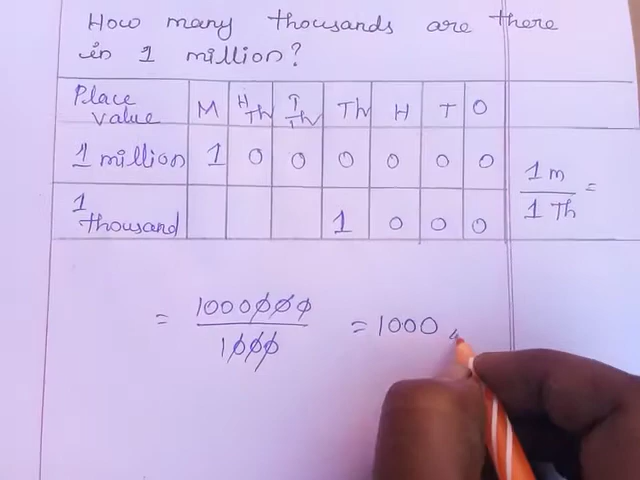 How many thousands are there
in 1 million?
Place Value M H Th T Th Th H T O
1 million 1 0 0 0 0 0 0
1 thousand 1 0 0 0
1 m / 1 Th =
= 1000000 / 1000 = 1000